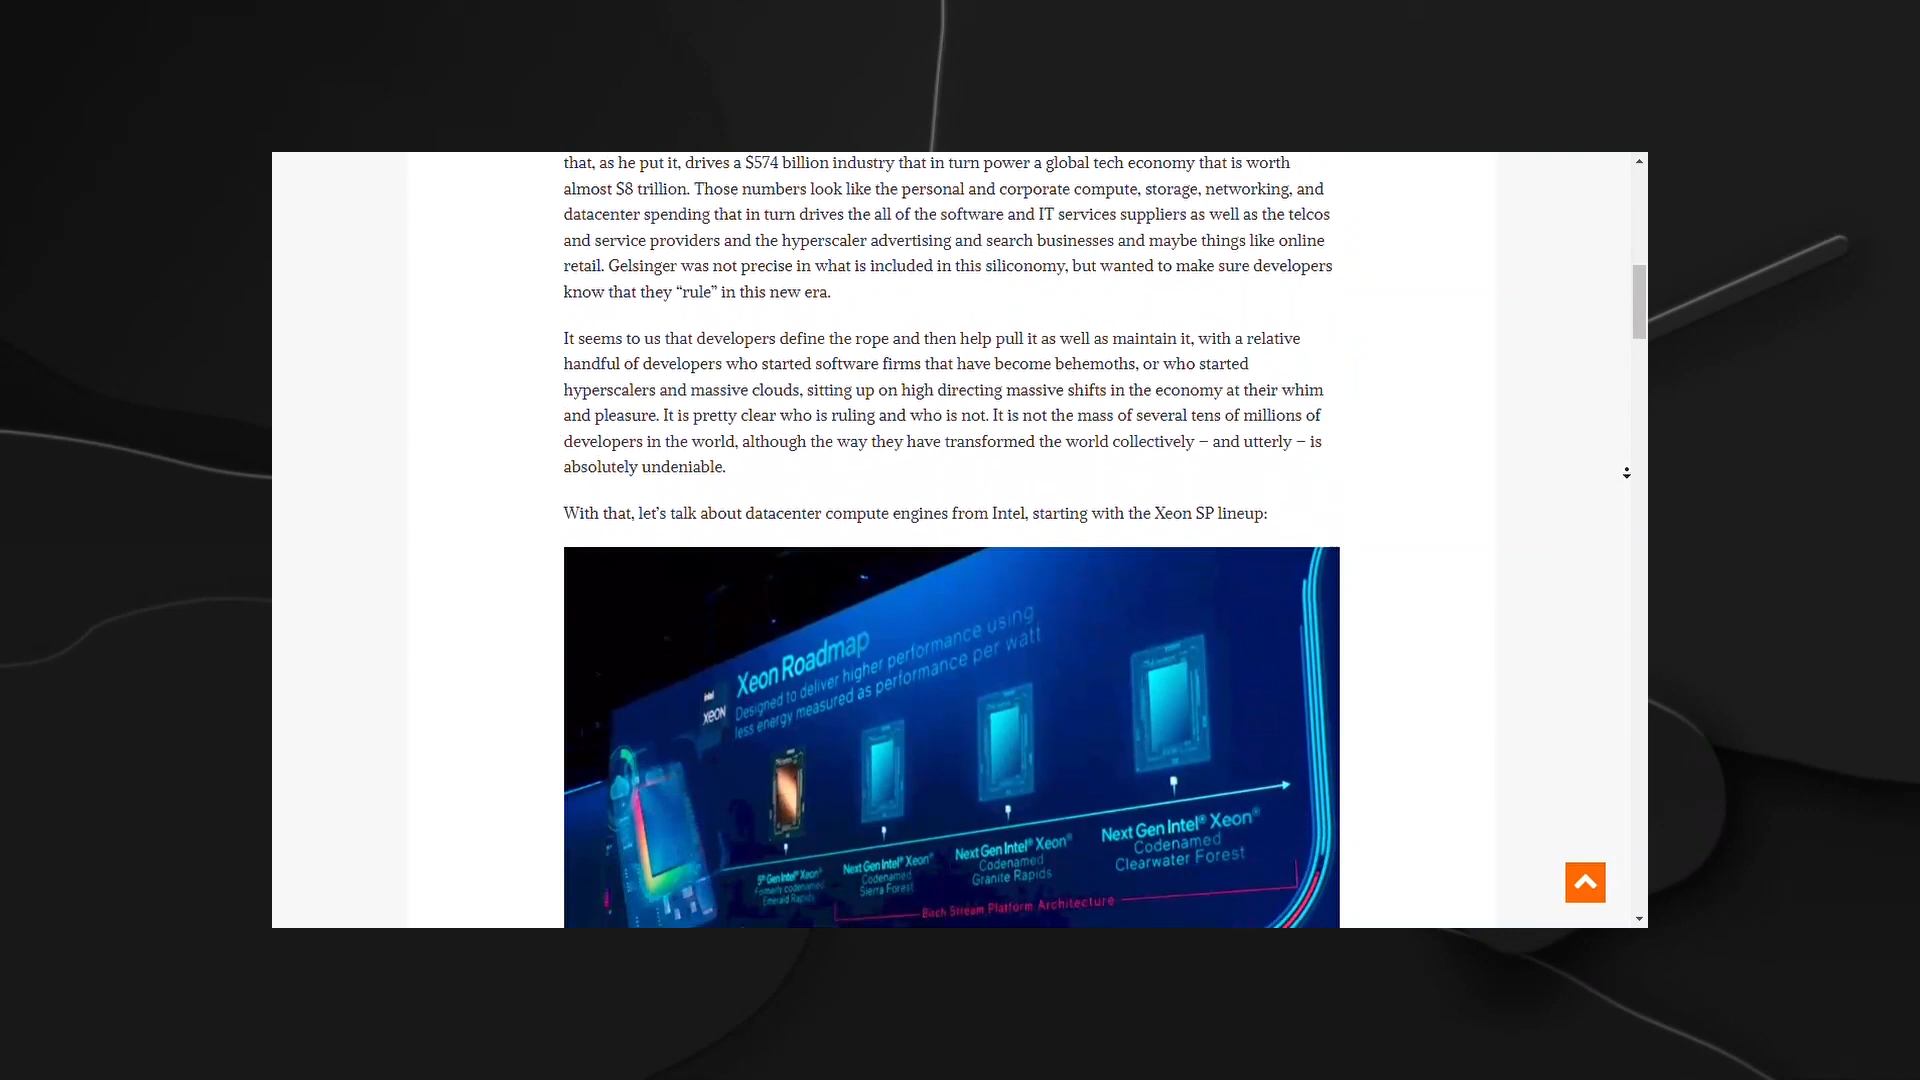 that, as he put it, drives a $574 billion industry that in turn power a global tech economy that is worth
almost $8 trillion. Those numbers look like the personal and corporate compute, storage, networking, and
datacenter spending that in turn drives the all of the software and IT services suppliers as well as the telcos
and service providers and the hyperscaler advertising and search businesses and maybe things like online
retail. Gelsinger was not precise in what is included in this siliconomy, but wanted to make sure developers
know that they “rule” in this new era.
It seems to us that developers define the rope and then help pull it as well as maintain it, with a relative
handful of developers who started software firms that have become behemoths, or who started
hyperscalers and massive clouds, sitting up on high directing massive shifts in the economy at their whim
and pleasure. It is pretty clear who is ruling and who is not. It is not the mass of several tens of millions of
developers in the world, although the way they have transformed the world collectively – and utterly – is
absolutely undeniable.
With that, let’s talk about datacenter compute engines from Intel, starting with the Xeon SP lineup:
intel
XEON
Xeon Roadmap
Designed to deliver higher performance using
less energy measured as performance per watt
5th Gen Intel® Xeon®
Formerly codenamed
Emerald Rapids
Next Gen Intel® Xeon®
Codenamed
Sierra Forest
Next Gen Intel® Xeon®
Codenamed
Granite Rapids
Next Gen Intel® Xeon®
Codenamed
Clearwater Forest
Birch Stream Platform Architecture